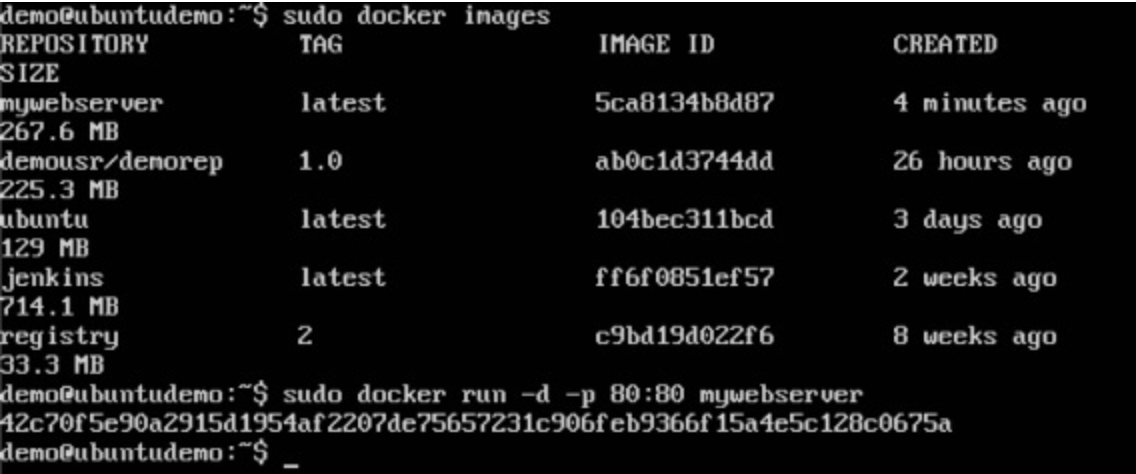 demo@ubuntudemo:~$ sudo docker images
REPOSITORY TAG IMAGE ID CREATED
SIZE
mywebserver latest 5ca8134b8d87 4 minutes ago
267.6 MB
demousr/demorep 1.0 ab0c1d3744dd 26 hours ago
225.3 MB
ubuntu latest 104bec311bcd 3 days ago
129 MB
jenkins latest ff6f0851ef57 2 weeks ago
714.1 MB
registry 2 c9bd19d022f6 8 weeks ago
33.3 MB
demo@ubuntudemo:~$ sudo docker run -d -p 80:80 mywebserver
42c70f5e90a2915d1954af2207de75657231c906feb9366f15a4e5c128c0675a
demo@ubuntudemo:~$ _